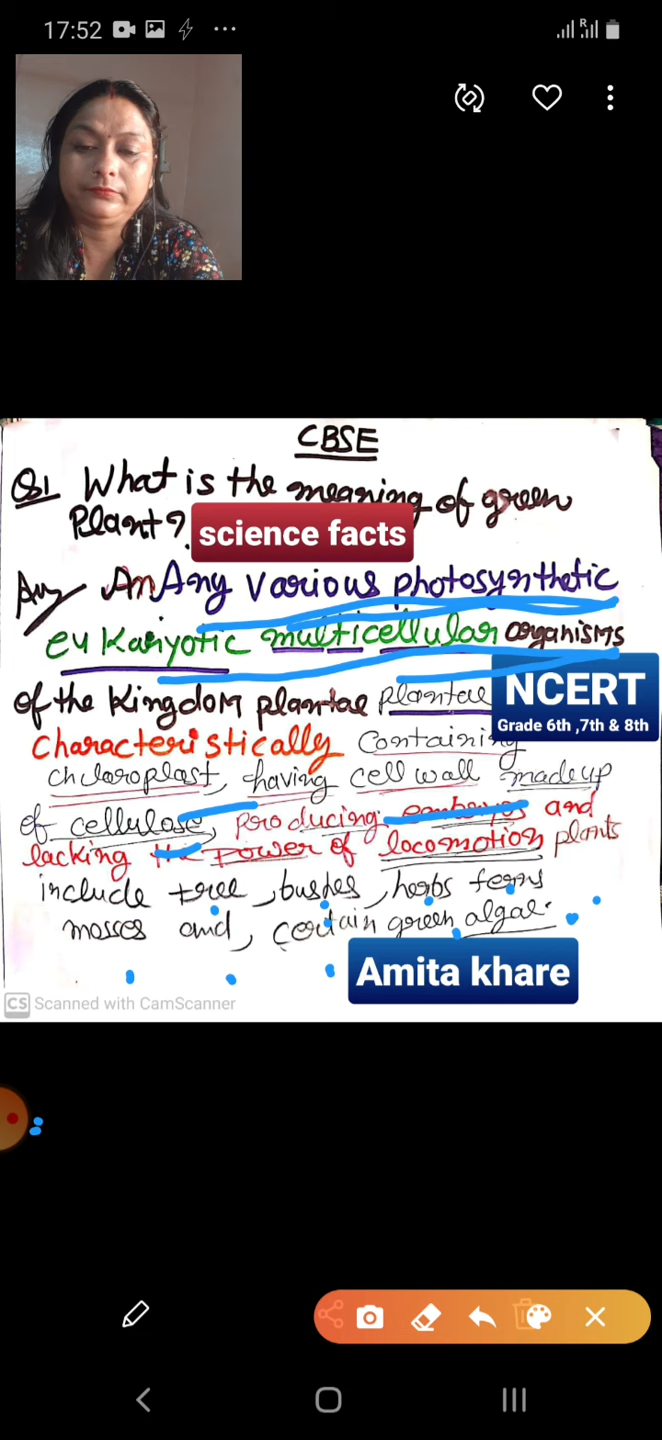 17:52
CBSE
Q1 What is the meaning of green
Plant?
science facts
Ans An Any various photosynthetic
eukariyotic multicellular organisms
of the kingdom plantae plantae
NCERT
Grade 6th ,7th & 8th
characteristically containing
chloroplast, having cell wall made up
of cellulose, producing embryos and
lacking the power of locomotion plants
include tree, bushes, herbs ferns
mosses and, certain green algae.
Amita khare
CS Scanned with CamScanner